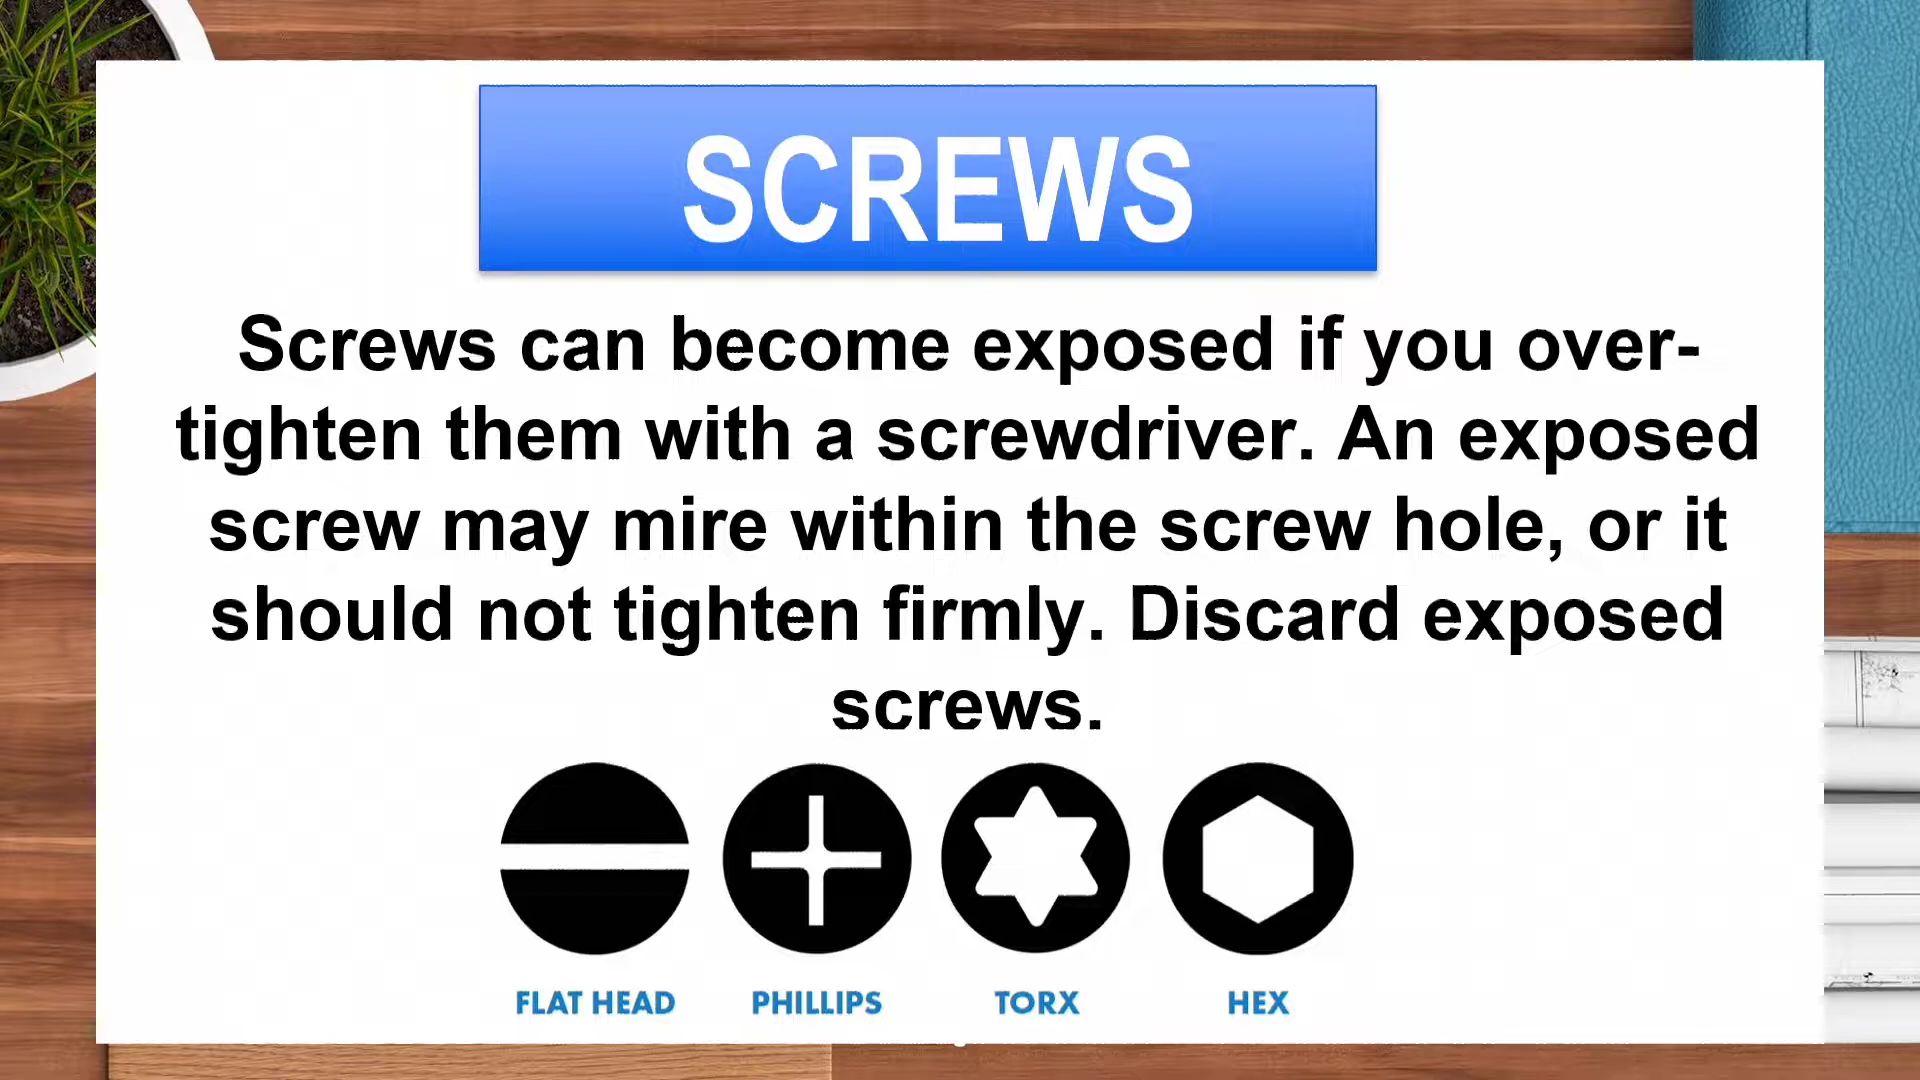 SCREWS
Screws can become exposed if you over-
tighten them with a screwdriver. An exposed
screw may mire within the screw hole, or it
should not tighten firmly. Discard exposed
screws.
FLAT HEAD PHILLIPS TORX HEX